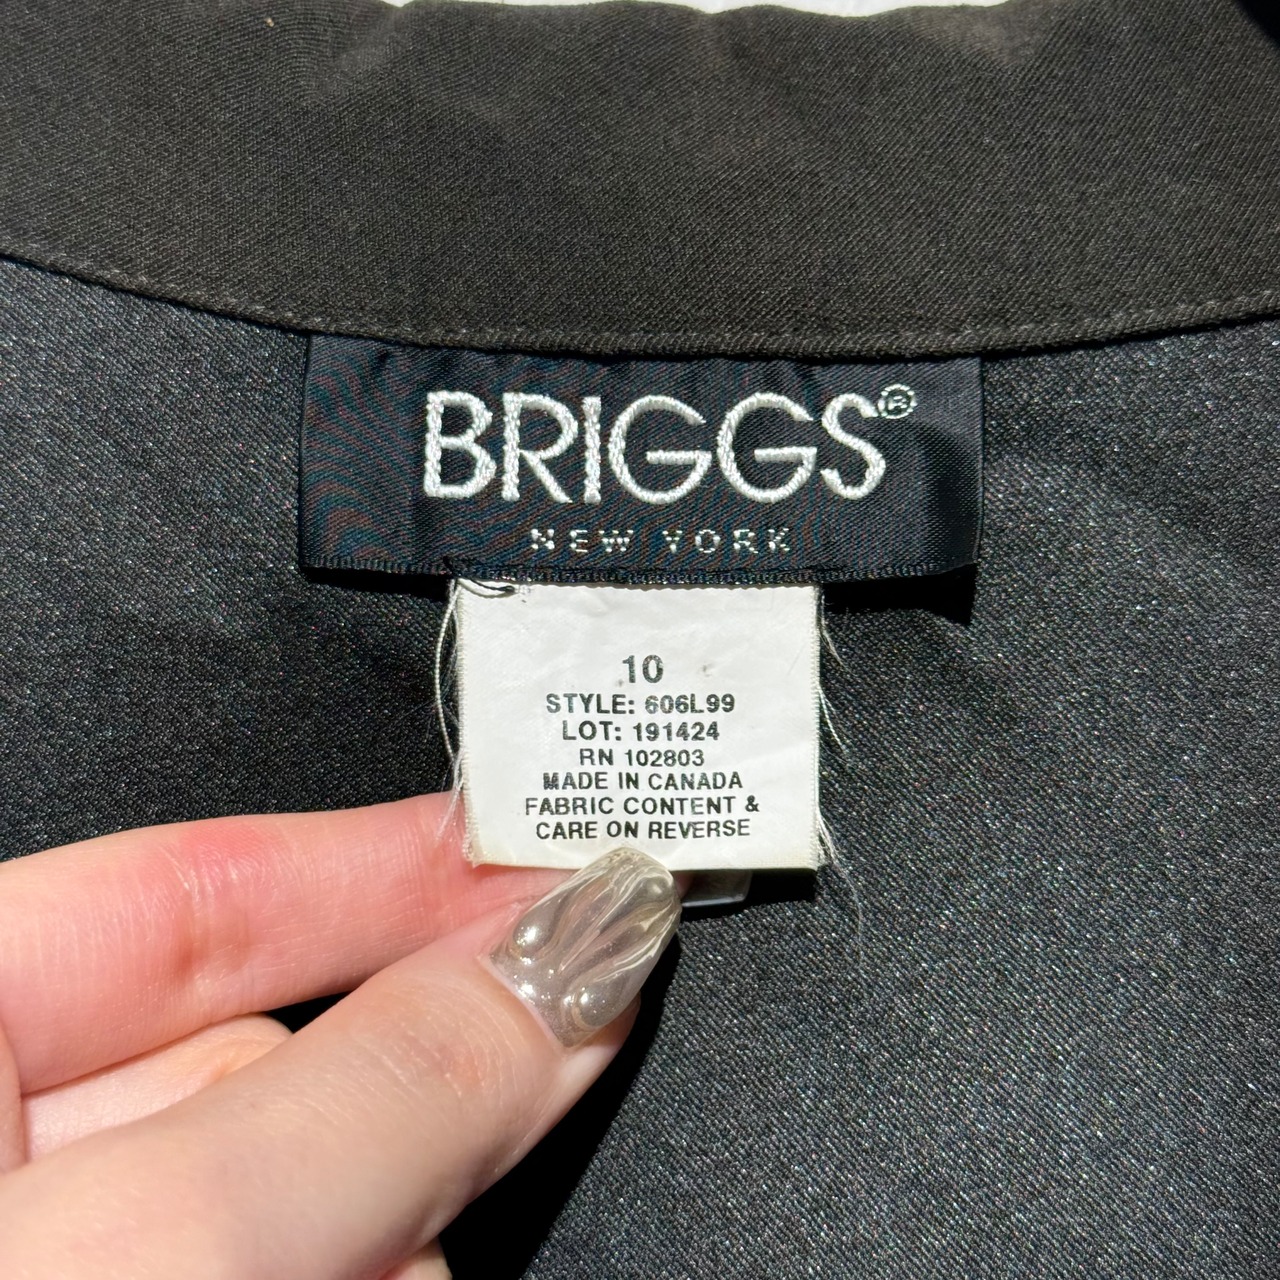 BRIGGS®
NEW YORK
10
STYLE: 606L99
LOT: 191424
RN 102803
MADE IN CANADA
FABRIC CONTENT &
CARE ON REVERSE